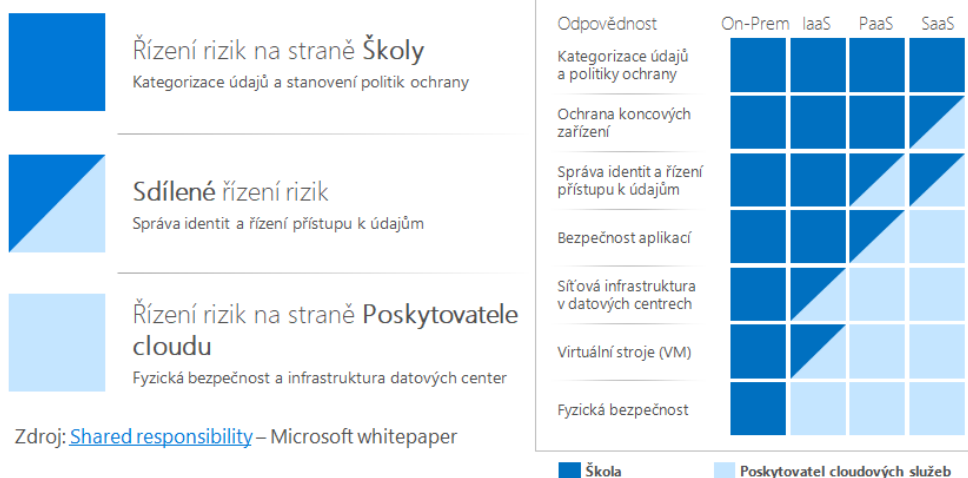 Řízení rizik na straně Školy
Kategorizace údajů a stanovení politik ochrany
Sdílené řízení rizik
Správa identit a řízení přístupu k údajům
Řízení rizik na straně Poskytovatele
cloudu
Fyzická bezpečnost a infrastruktura datových center
Zdroj: Shared responsibility – Microsoft whitepaper
Odpovědnost On-Prem IaaS PaaS SaaS
Kategorizace údajů
a politiky ochrany
Ochrana koncových
zařízení
Správa identit a řízení
přístupu k údajům
Bezpečnost aplikací
Síťová infrastruktura
v datových centrech
Virtuální stroje (VM)
Fyzická bezpečnost
Škola Poskytovatel cloudových služeb